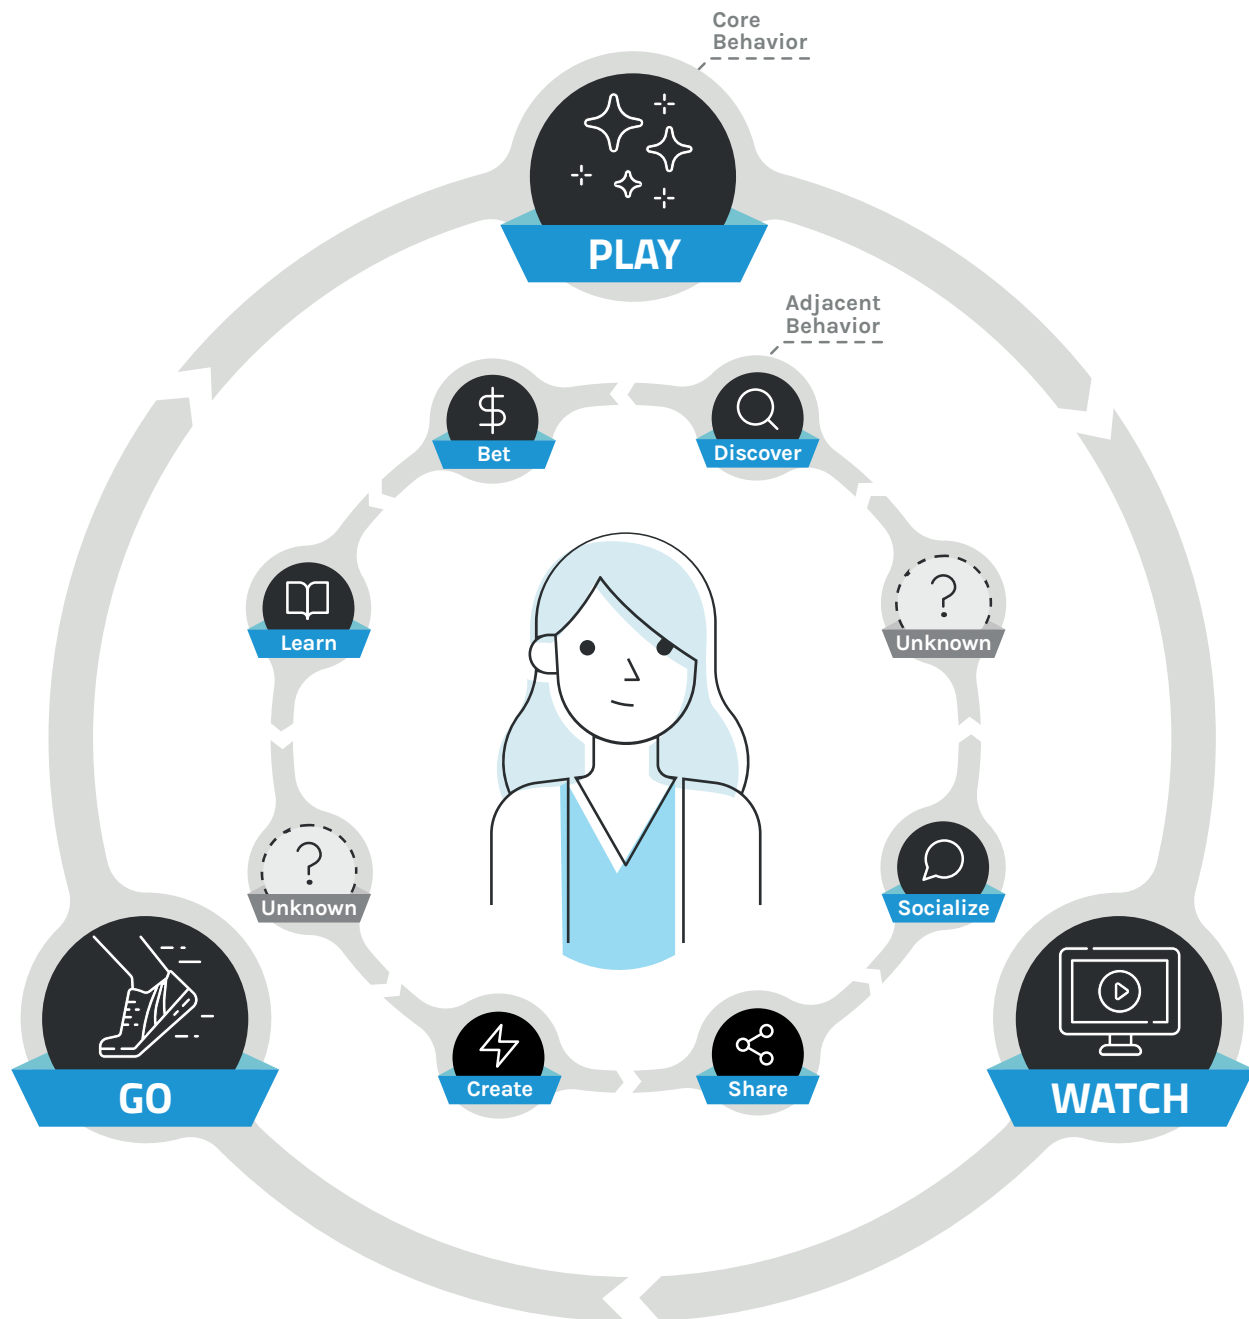 Core
Behavior
PLAY
Adjacent
Behavior
Bet
Discover
Learn
Unknown
Unknown
Socialize
GO
Create
Share
WATCH